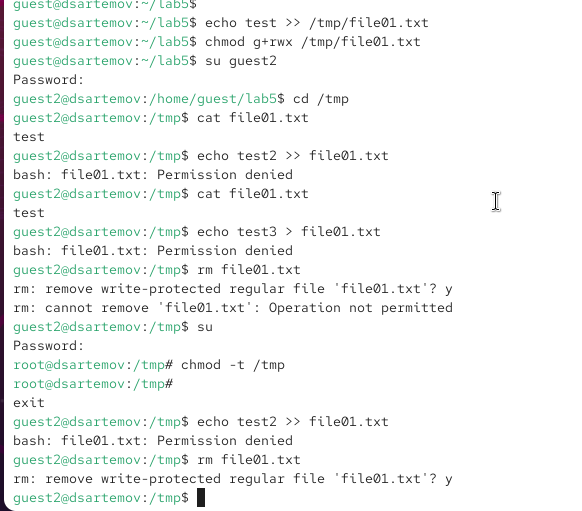 guest@dsartemov:~/lab5$
guest@dsartemov:~/lab5$ echo test >> /tmp/file01.txt
guest@dsartemov:~/lab5$ chmod g+rwx /tmp/file01.txt
guest@dsartemov:~/lab5$ su guest2
Password:
guest2@dsartemov:/home/guest/lab5$ cd /tmp
guest2@dsartemov:/tmp$ cat file01.txt
test
guest2@dsartemov:/tmp$ echo test2 >> file01.txt
bash: file01.txt: Permission denied
guest2@dsartemov:/tmp$ cat file01.txt
test
guest2@dsartemov:/tmp$ echo test3 > file01.txt
bash: file01.txt: Permission denied
guest2@dsartemov:/tmp$ rm file01.txt
rm: remove write-protected regular file 'file01.txt'? y
rm: cannot remove 'file01.txt': Operation not permitted
guest2@dsartemov:/tmp$ su
Password:
root@dsartemov:/tmp# chmod -t /tmp
root@dsartemov:/tmp#
exit
guest2@dsartemov:/tmp$ echo test2 >> file01.txt
bash: file01.txt: Permission denied
guest2@dsartemov:/tmp$ rm file01.txt
rm: remove write-protected regular file 'file01.txt'? y
guest2@dsartemov:/tmp$